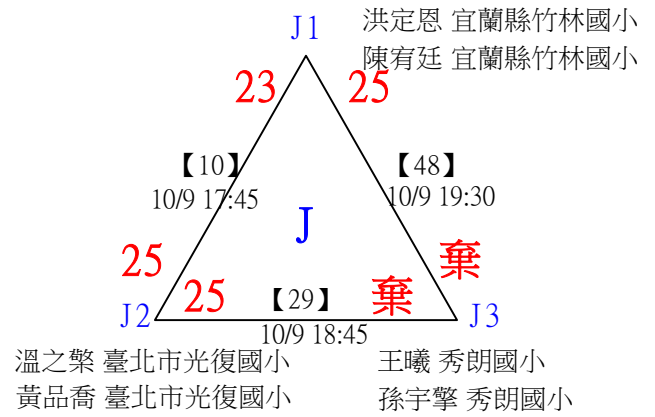 J1
洪定恩 宜蘭縣竹林國小
陳宥廷 宜蘭縣竹林國小
23
25
【10】
10/9 17:45
【48】
10/9 19:30
J
25
25
棄
棄
【29】
J2
J3
10/9 18:45
溫之棨 臺北市光復國小
黃品喬 臺北市光復國小
王曦 秀朗國小
孫宇擎 秀朗國小